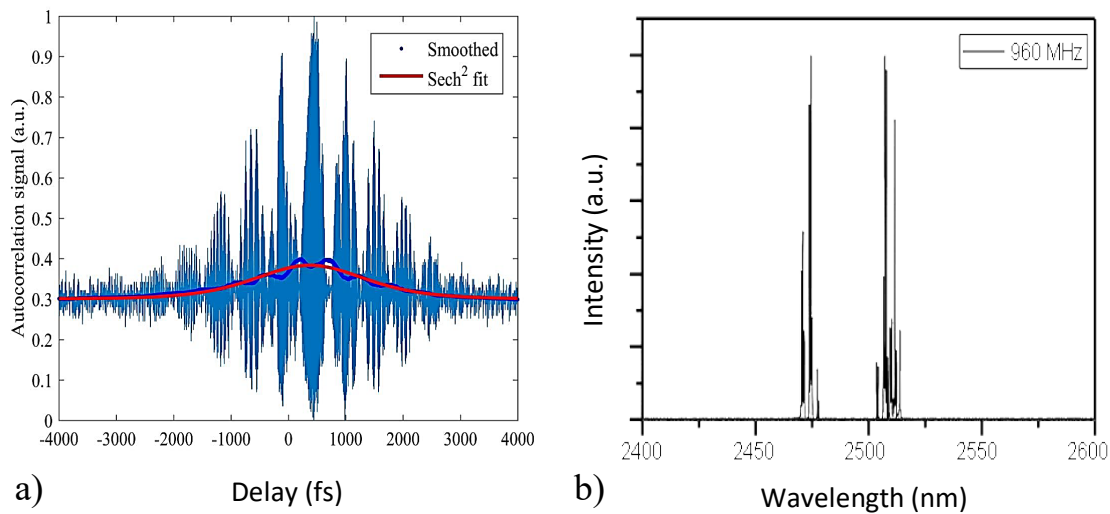 1
0.9
0.8
0.7
0.6
0.5
0.4
0.3
0.2
0.1
0
Autocorrelation signal (a.u.)
Smoothed
Sech² fit
-4000 -3000 -2000 -1000 0 1000 2000 3000 4000
a) Delay (fs)
960 MHz
Intensity (a.u.)
2400 2450 2500 2550 2600
b) Wavelength (nm)